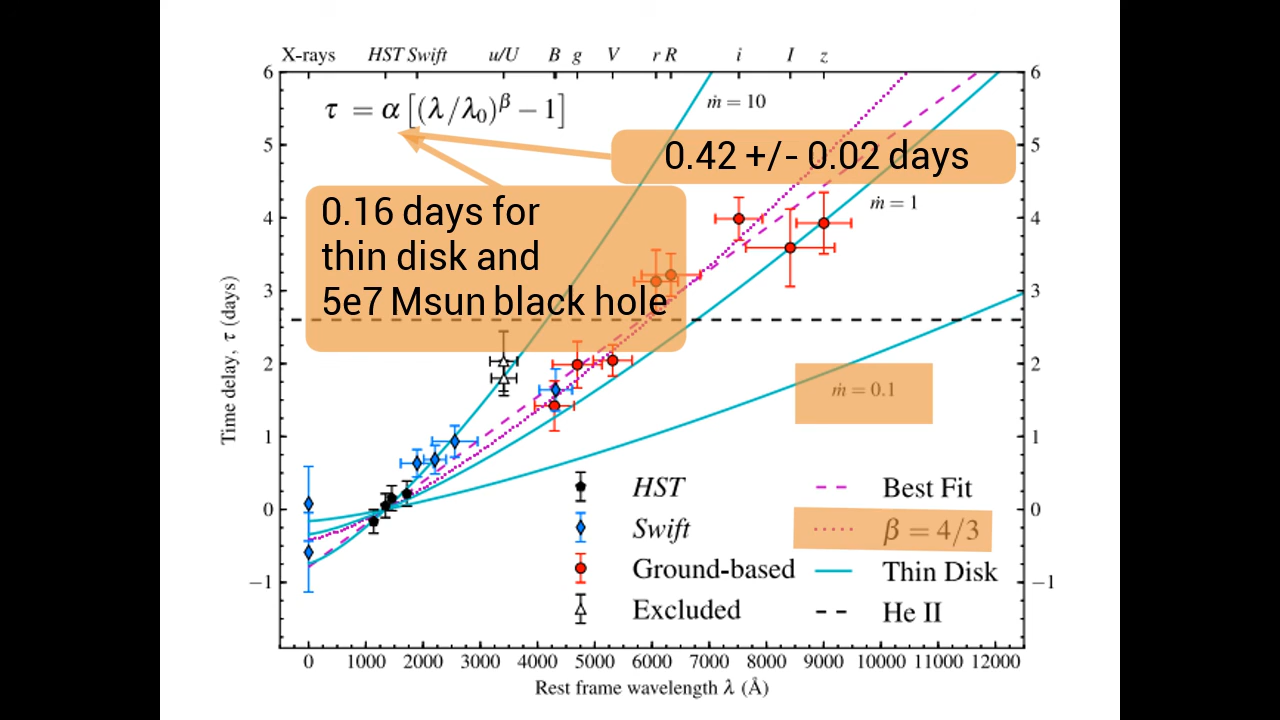 X-rays HST Swift u/U B g V r R i I z
6 6
τ = α [(λ/λ₀)^β − 1]
ṁ = 10
5 5
0.42 +/- 0.02 days
0.16 days for
thin disk and
5e7 Msun black hole
4 4
ṁ = 1
3 3
2 2
ṁ = 0.1
1 1
0 0
−1 −1
Time delay, τ (days)
HST
Swift
Ground-based
Excluded
Best Fit
β = 4/3
Thin Disk
He II
0 1000 2000 3000 4000 5000 6000 7000 8000 9000 10000 11000 12000
Rest frame wavelength λ (Å)